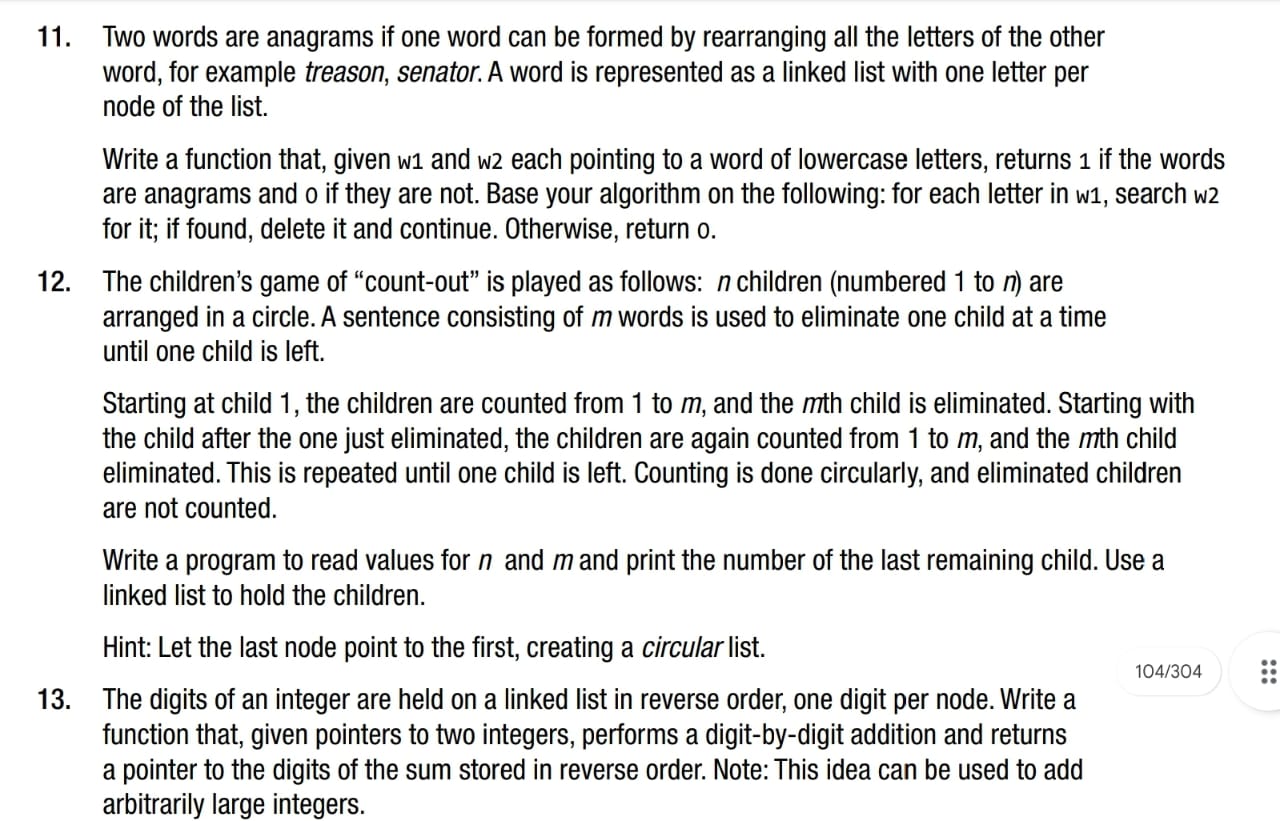 11. Two words are anagrams if one word can be formed by rearranging all the letters of the other
word, for example treason, senator. A word is represented as a linked list with one letter per
node of the list.
Write a function that, given w1 and w2 each pointing to a word of lowercase letters, returns 1 if the words
are anagrams and 0 if they are not. Base your algorithm on the following: for each letter in w1, search w2
for it; if found, delete it and continue. Otherwise, return 0.
12. The children's game of “count-out” is played as follows: n children (numbered 1 to n) are
arranged in a circle. A sentence consisting of m words is used to eliminate one child at a time
until one child is left.
Starting at child 1, the children are counted from 1 to m, and the mth child is eliminated. Starting with
the child after the one just eliminated, the children are again counted from 1 to m, and the mth child
eliminated. This is repeated until one child is left. Counting is done circularly, and eliminated children
are not counted.
Write a program to read values for n and m and print the number of the last remaining child. Use a
linked list to hold the children.
Hint: Let the last node point to the first, creating a circular list.
104/304
13. The digits of an integer are held on a linked list in reverse order, one digit per node. Write a
function that, given pointers to two integers, performs a digit-by-digit addition and returns
a pointer to the digits of the sum stored in reverse order. Note: This idea can be used to add
arbitrarily large integers.